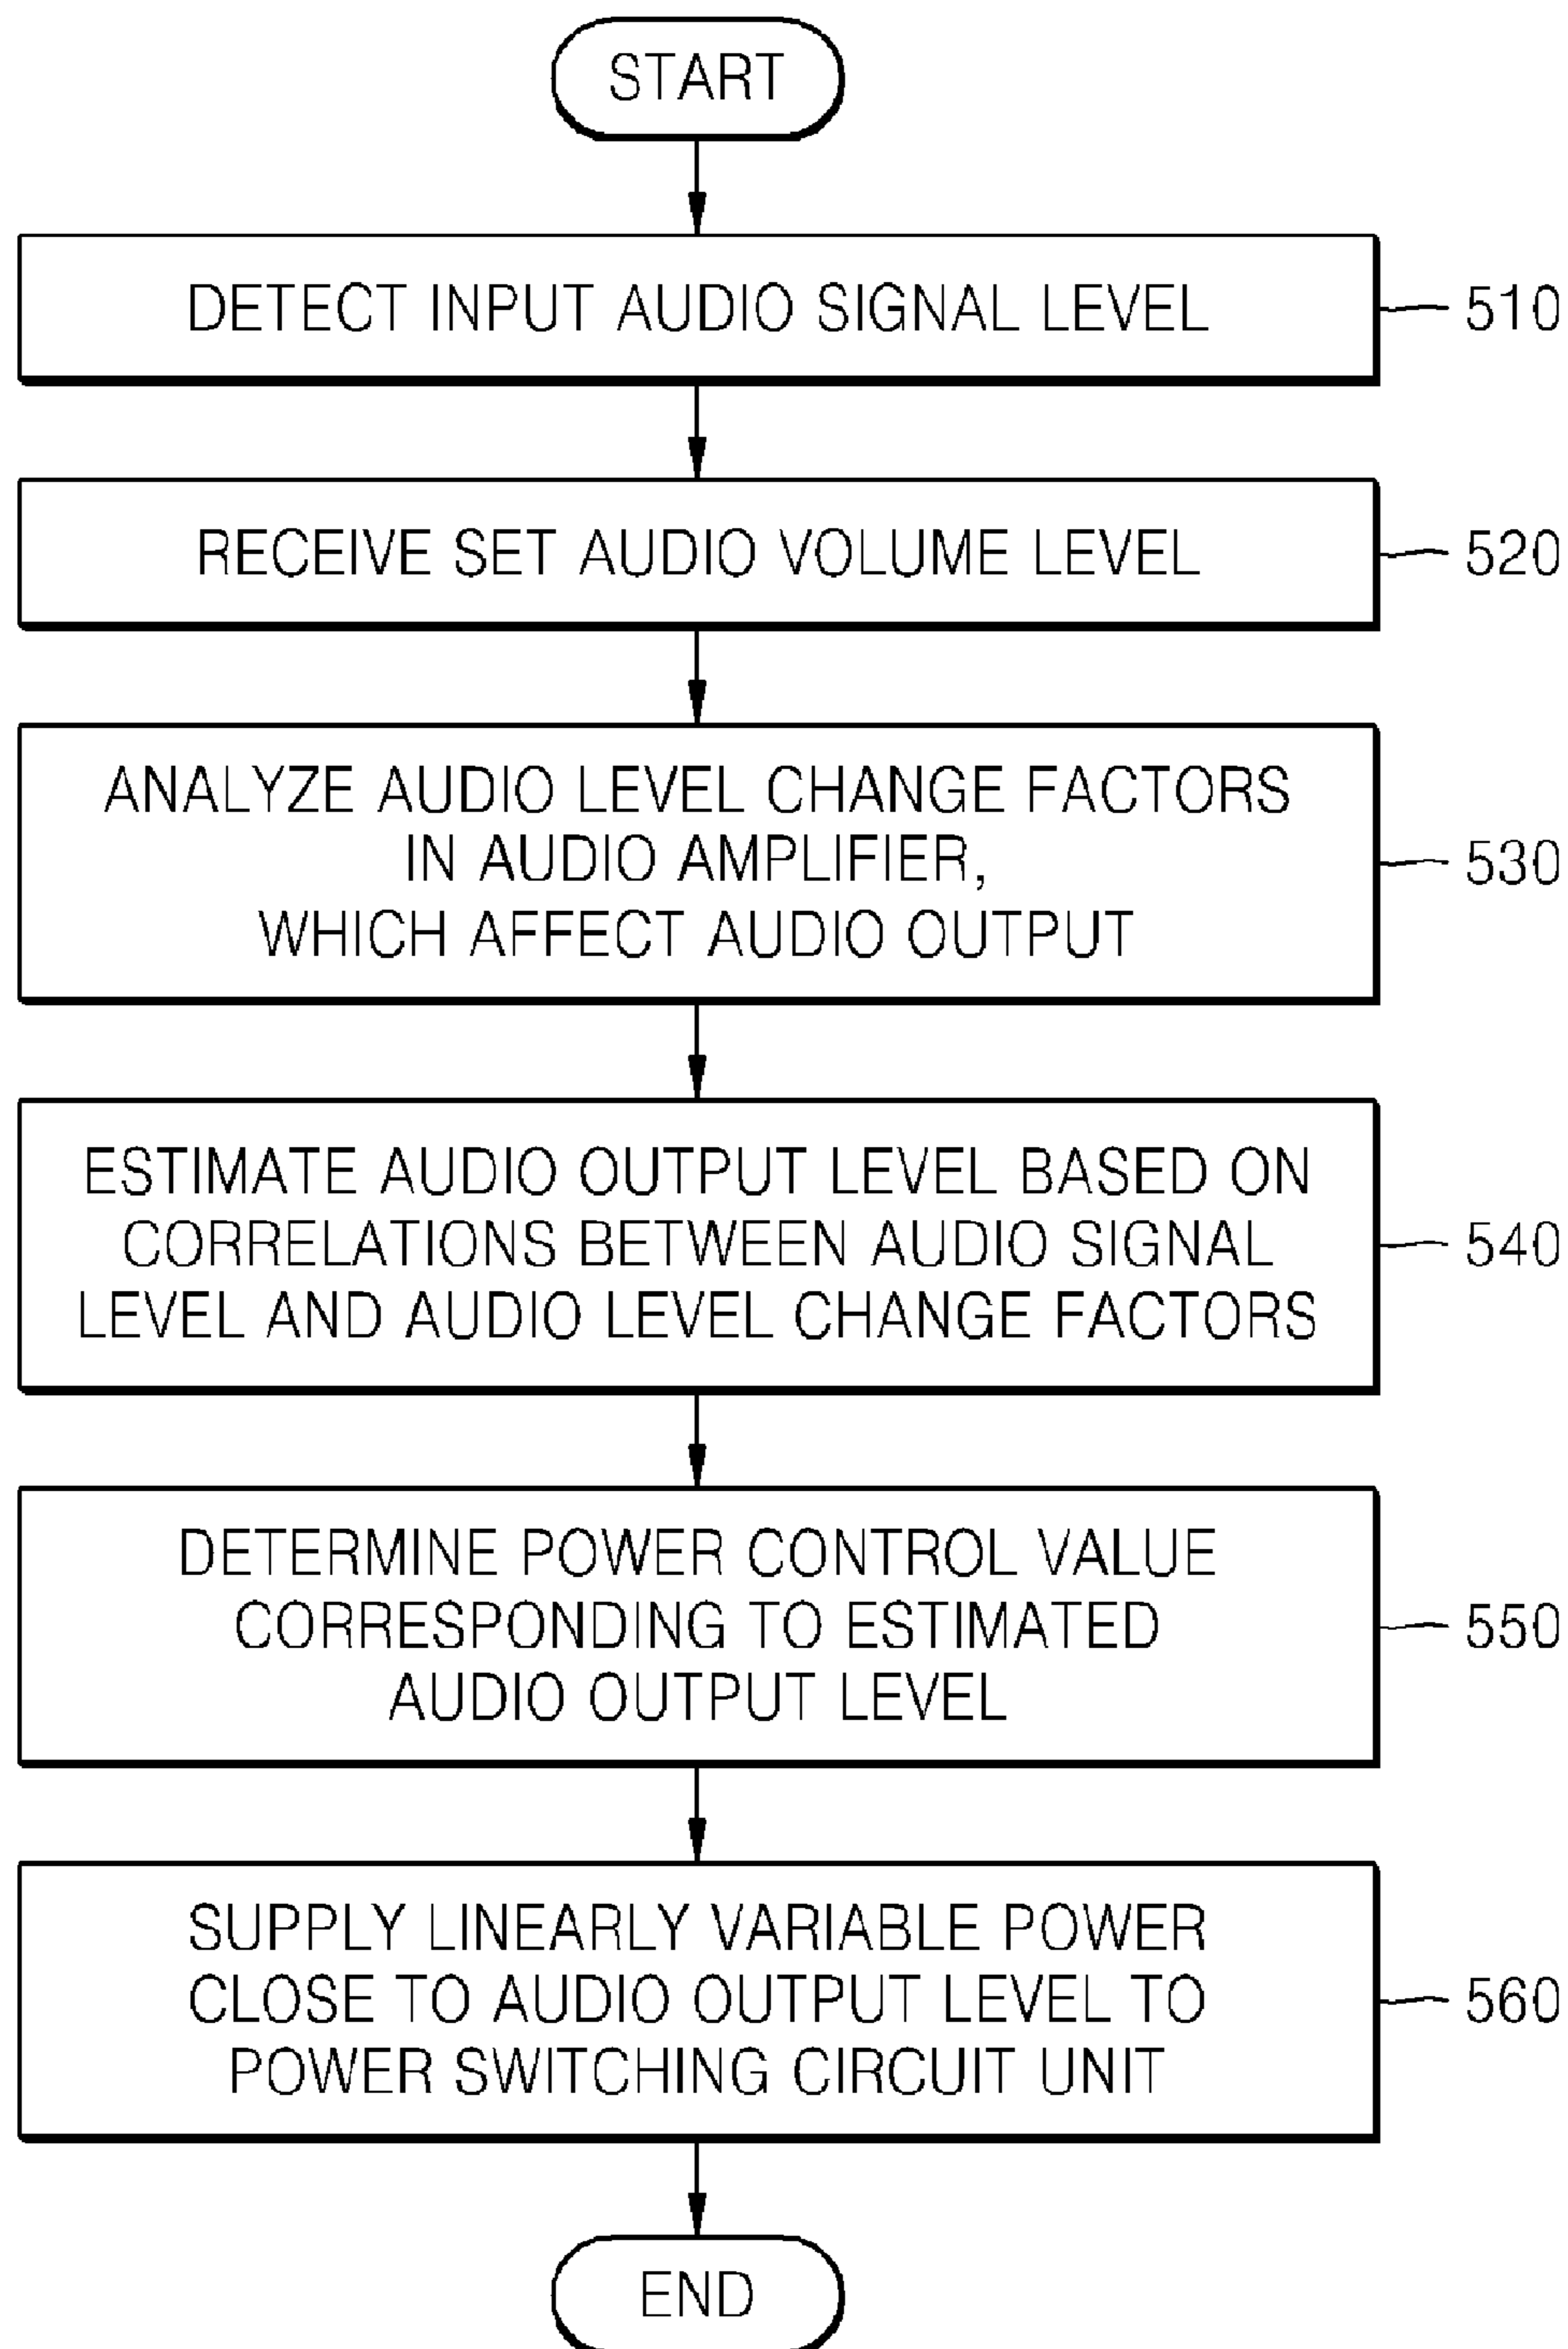 START
DETECT INPUT AUDIO SIGNAL LEVEL
510
RECEIVE SET AUDIO VOLUME LEVEL
520
ANALYZE AUDIO LEVEL CHANGE FACTORS
IN AUDIO AMPLIFIER,
WHICH AFFECT AUDIO OUTPUT
530
ESTIMATE AUDIO OUTPUT LEVEL BASED ON
CORRELATIONS BETWEEN AUDIO SIGNAL
LEVEL AND AUDIO LEVEL CHANGE FACTORS
540
DETERMINE POWER CONTROL VALUE
CORRESPONDING TO ESTIMATED
AUDIO OUTPUT LEVEL
550
SUPPLY LINEARLY VARIABLE POWER
CLOSE TO AUDIO OUTPUT LEVEL TO
POWER SWITCHING CIRCUIT UNIT
560
END